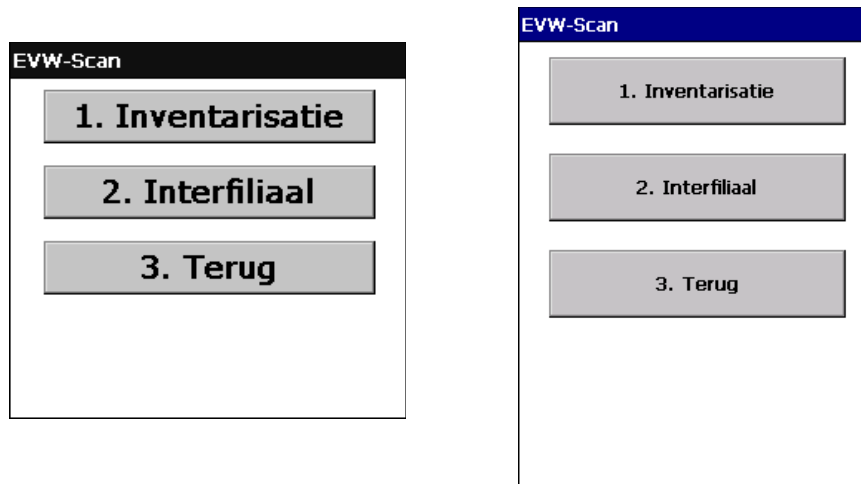 EVW-Scan
1. Inventarisatie
2. Interfiliaal
3. Terug
EVW-Scan
1. Inventarisatie
2. Interfiliaal
3. Terug